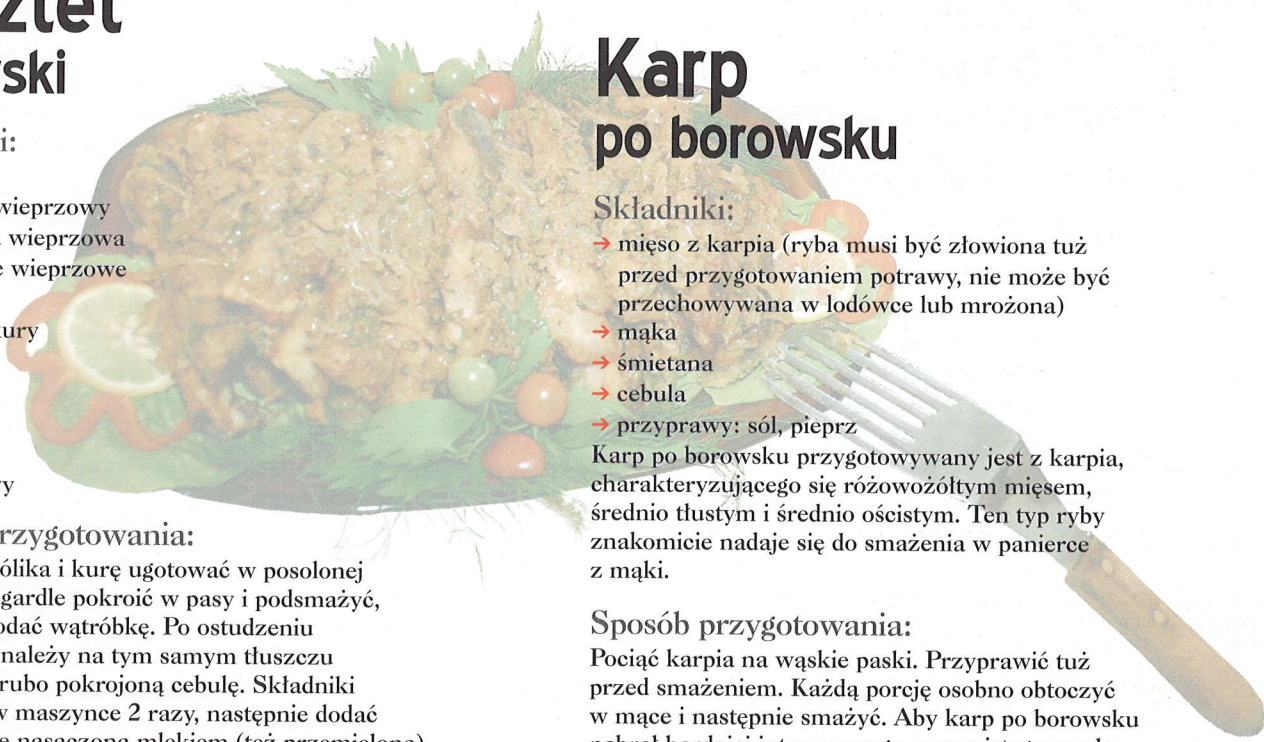 ztet
ski
i:
wieprzowy
wieprzowa
e wieprzowe
kury
y
rzygotowania:
ólika i kurę ugotować w posolonej
gardle pokroić w pasy i podsmażyć,
odać wątróbkę. Po ostudzeniu
należy na tym samym tłuszczu
rubo pokrojoną cebulę. Składniki
w maszynce 2 razy, następnie dodać
Karp
po borowsku
Składniki:
→ mięso z karpia (ryba musi być złowiona tuż
przed przygotowaniem potrawy, nie może być
przechowywana w lodówce lub mrożona)
→ mąka
→ śmietana
→ cebula
→ przyprawy: sól, pieprz
Karp po borowsku przygotowywany jest z karpia,
charakteryzującego się różowożółtym mięsem,
średnio tłustym i średnio ościstym. Ten typ ryby
znakomicie nadaje się do smażenia w panierce
z mąki.
Sposób przygotowania:
Pociąć karpia na wąskie paski. Przyprawić tuż
przed smażeniem. Każdą porcję osobno obtoczyć
w mące i następnie smażyć. Aby karp po borowsku